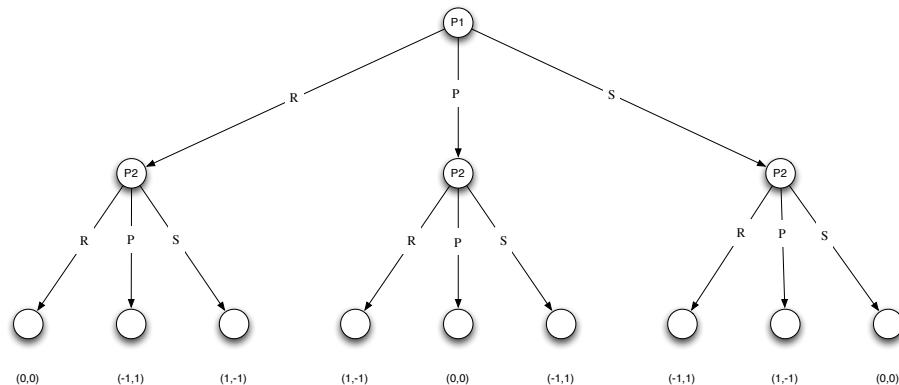 P1
R P S
P2 P2 P2
R P S R P S R P S
(0,0) (-1,1) (1,-1) (1,-1) (0,0) (-1,1) (-1,1) (1,-1) (0,0)